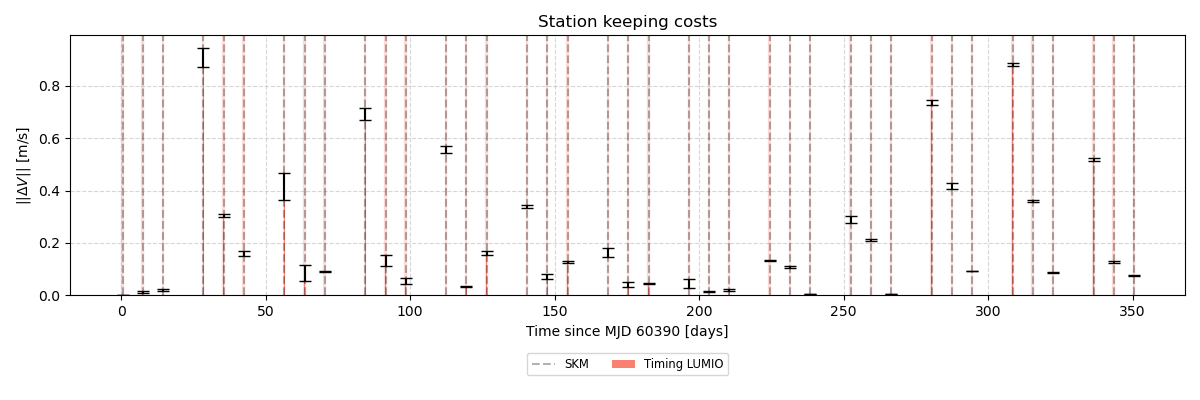 Station keeping costs
||ΔV|| [m/s]
0.8
0.6
0.4
0.2
0.0
0 50 100 150 200 250 300 350
Time since MJD 60390 [days]
SKM Timing LUMIO